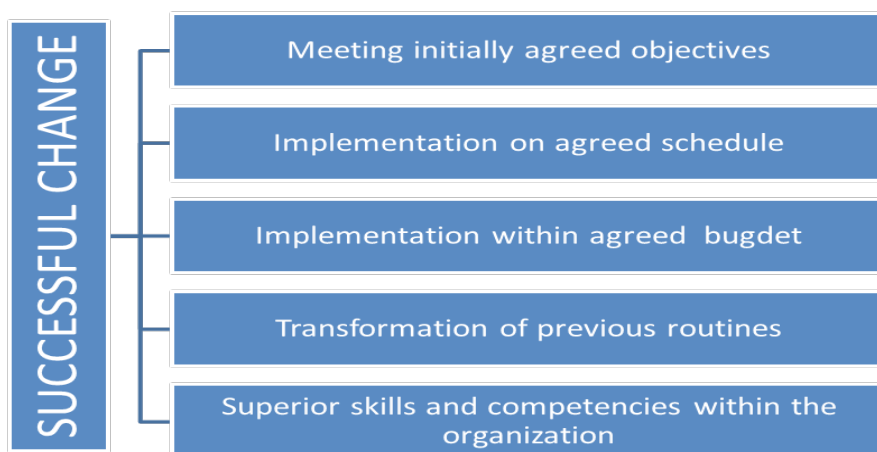 SUCCESSFUL CHANGE
Meeting initially agreed objectives
Implementation on agreed schedule
Implementation within agreed bugdet
Transformation of previous routines
Superior skills and competencies within the
organization